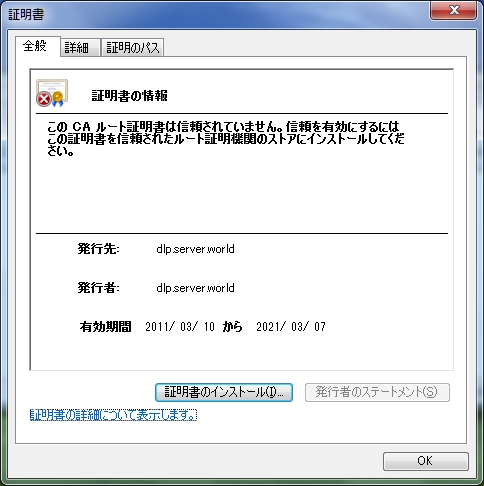 証明書
全般 詳細 証明のパス
証明書の情報
この CA ルート証明書は信頼されていません。信頼を有効にするには
この証明書を信頼されたルート証明機関のストアにインストールしてくだ
さい。
発行先: dlp.server.world
発行者: dlp.server.world
有効期間 2011/ 03/ 10 から 2021/ 03/ 07
証明書のインストール(I)... 発行者のステートメント(S)
証明書の詳細について表示します。
OK